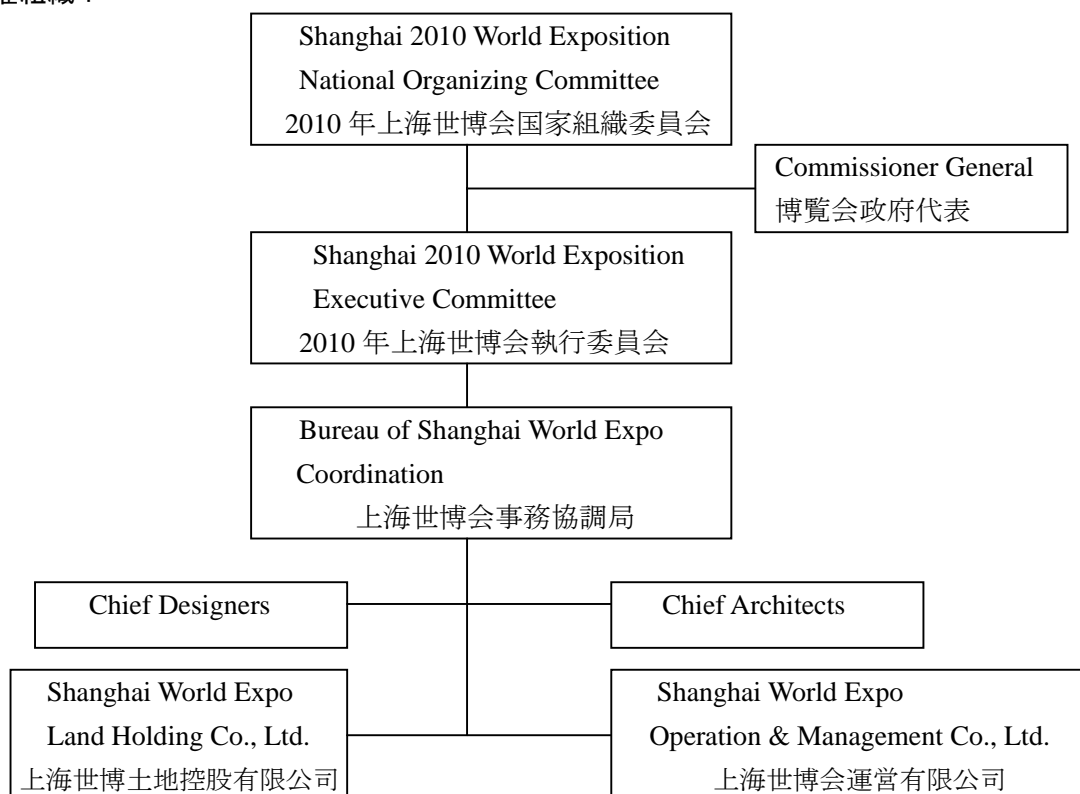 Shanghai 2010 World Exposition
National Organizing Committee
2010 年上海世博会国家組織委員会
Commissioner General
博覧会政府代表
Shanghai 2010 World Exposition
Executive Committee
2010 年上海世博会執行委員会
Bureau of Shanghai World Expo
Coordination
上海世博会事務協調局
Chief Designers
Chief Architects
Shanghai World Expo
Land Holding Co., Ltd.
上海世博土地控股有限公司
Shanghai World Expo
Operation & Management Co., Ltd.
上海世博会運営有限公司